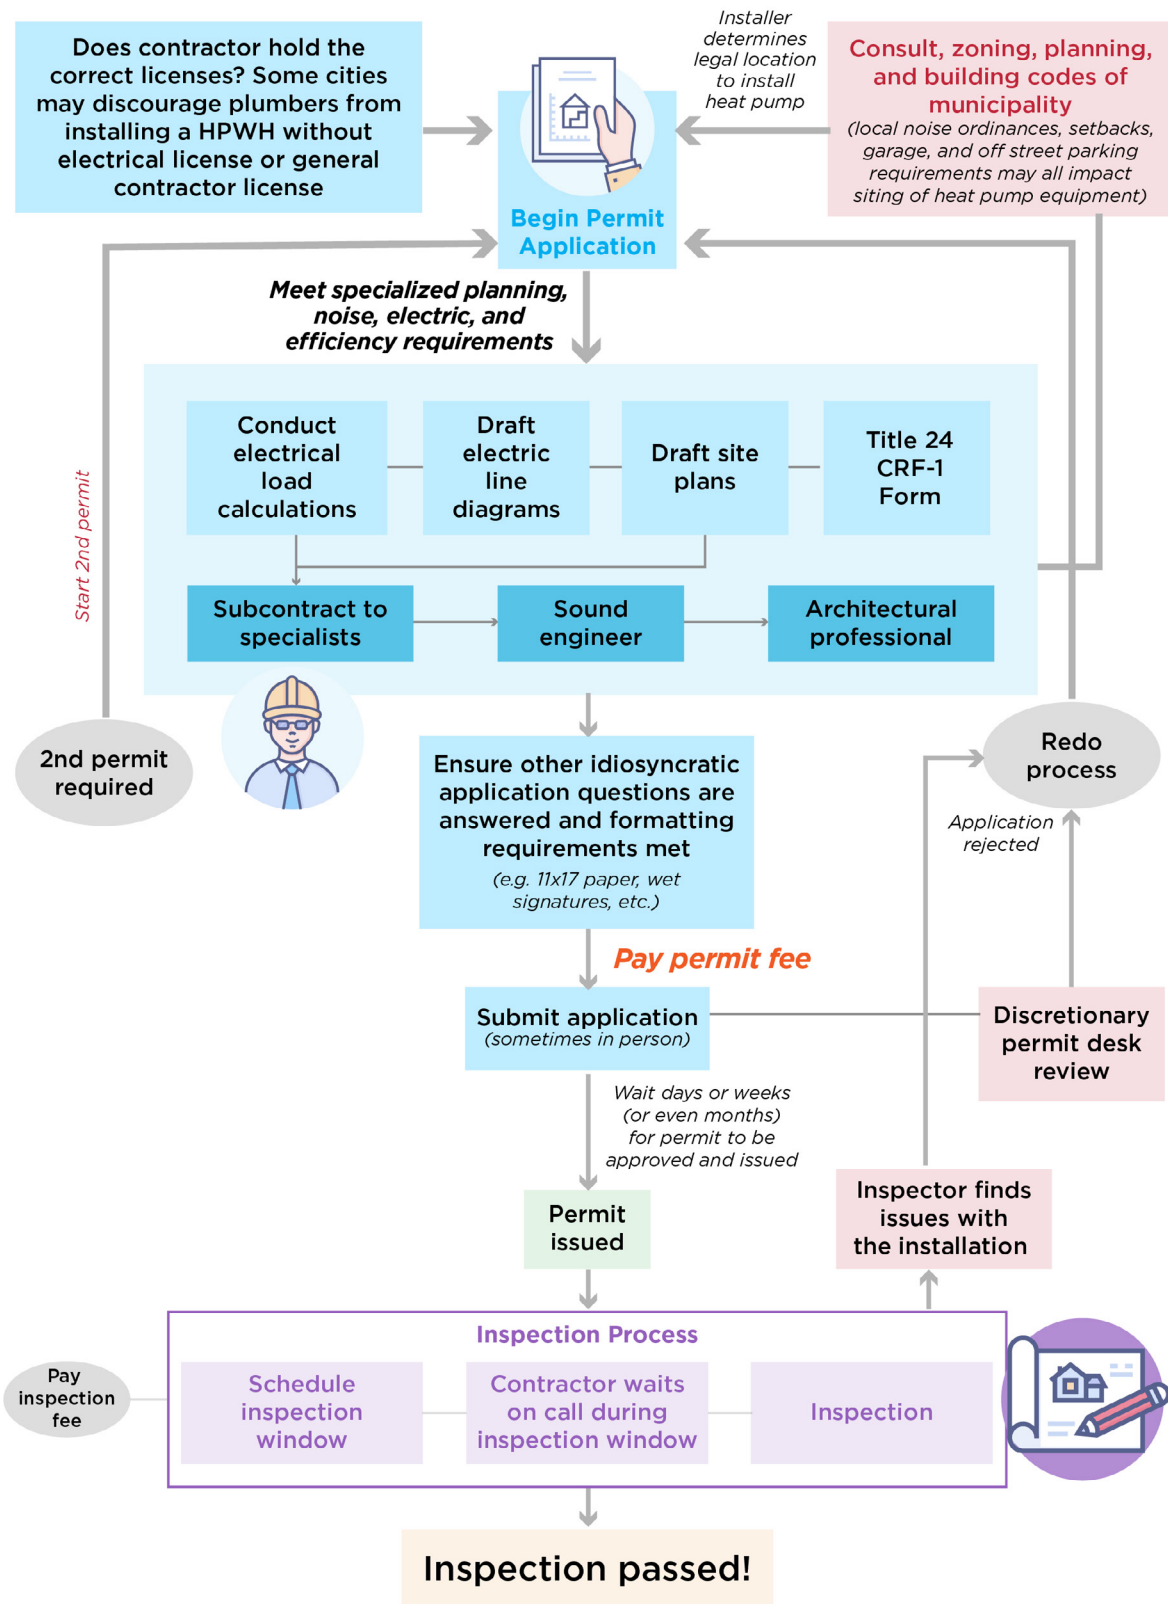 Does contractor hold the
correct licenses? Some cities
may discourage plumbers from
installing a HPWH without
electrical license or general
contractor license
Installer
determines
legal location
to install
heat pump
Consult, zoning, planning,
and building codes of
municipality
(local noise ordinances, setbacks,
garage, and off street parking
requirements may all impact
siting of heat pump equipment)
Begin Permit
Application
Meet specialized planning,
noise, electric, and
efficiency requirements
Conduct
electrical
load
calculations
Draft
electric
line
diagrams
Draft site
plans
Title 24
CRF-1
Form
Start 2nd permit
Subcontract to
specialists
Sound
engineer
Architectural
professional
2nd permit
required
Redo
process
Ensure other idiosyncratic
application questions are
answered and formatting
requirements met
(e.g. 11x17 paper, wet
signatures, etc.)
Application
rejected
Pay permit fee
Submit application
(sometimes in person)
Discretionary
permit desk
review
Wait days or weeks
(or even months)
for permit to be
approved and issued
Permit
issued
Inspector finds
issues with
the installation
Inspection Process
Pay
inspection
fee
Schedule
inspection
window
Contractor waits
on call during
inspection window
Inspection
Inspection passed!